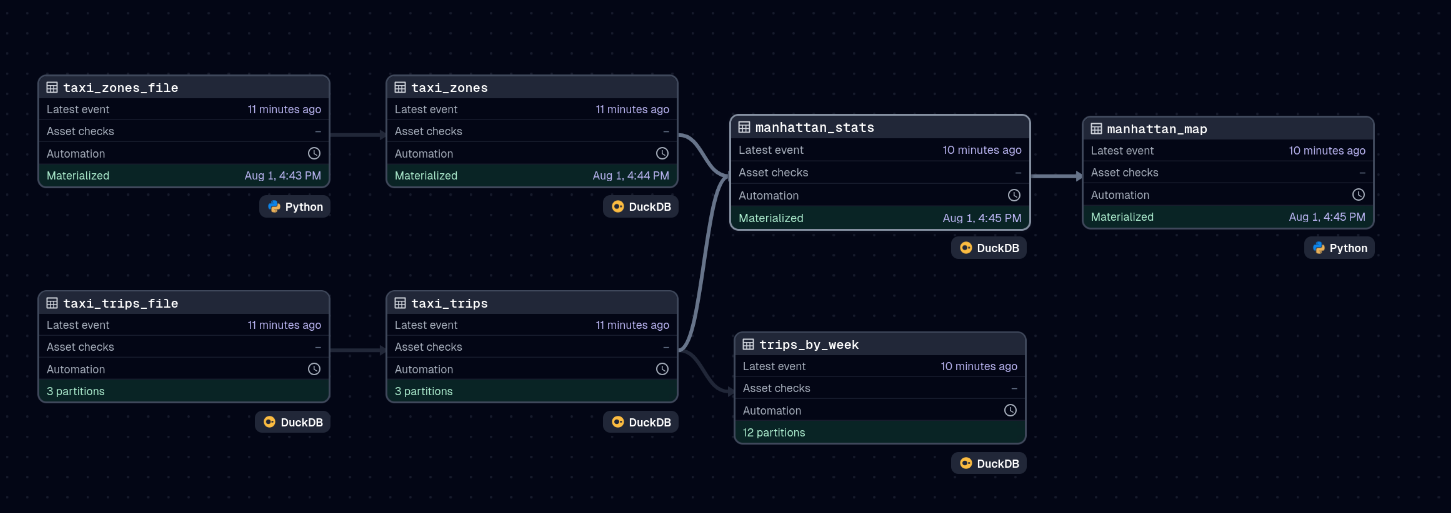 taxi_zones_file
Latest event 11 minutes ago
Asset checks –
Automation
Materialized Aug 1, 4:43 PM
Python
taxi_zones
Latest event 11 minutes ago
Asset checks –
Automation
Materialized Aug 1, 4:44 PM
DuckDB
manhattan_stats
Latest event 10 minutes ago
Asset checks –
Automation
Materialized Aug 1, 4:45 PM
DuckDB
manhattan_map
Latest event 10 minutes ago
Asset checks –
Automation
Materialized Aug 1, 4:45 PM
Python
taxi_trips_file
Latest event 11 minutes ago
Asset checks –
Automation
3 partitions
DuckDB
taxi_trips
Latest event 11 minutes ago
Asset checks –
Automation
3 partitions
DuckDB
trips_by_week
Latest event 10 minutes ago
Asset checks –
Automation
12 partitions
DuckDB